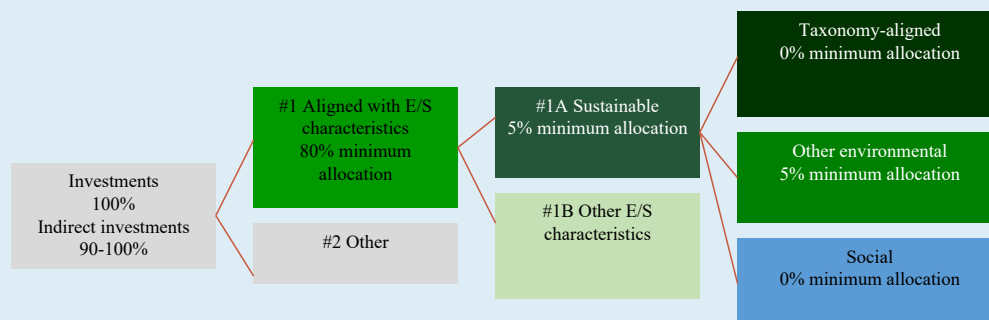 Investments
100%
Indirect investments
90-100%
#1 Aligned with E/S
characteristics
80% minimum
allocation
#2 Other
#1A Sustainable
5% minimum allocation
#1B Other E/S
characteristics
Taxonomy-aligned
0% minimum allocation
Other environmental
5% minimum allocation
Social
0% minimum allocation